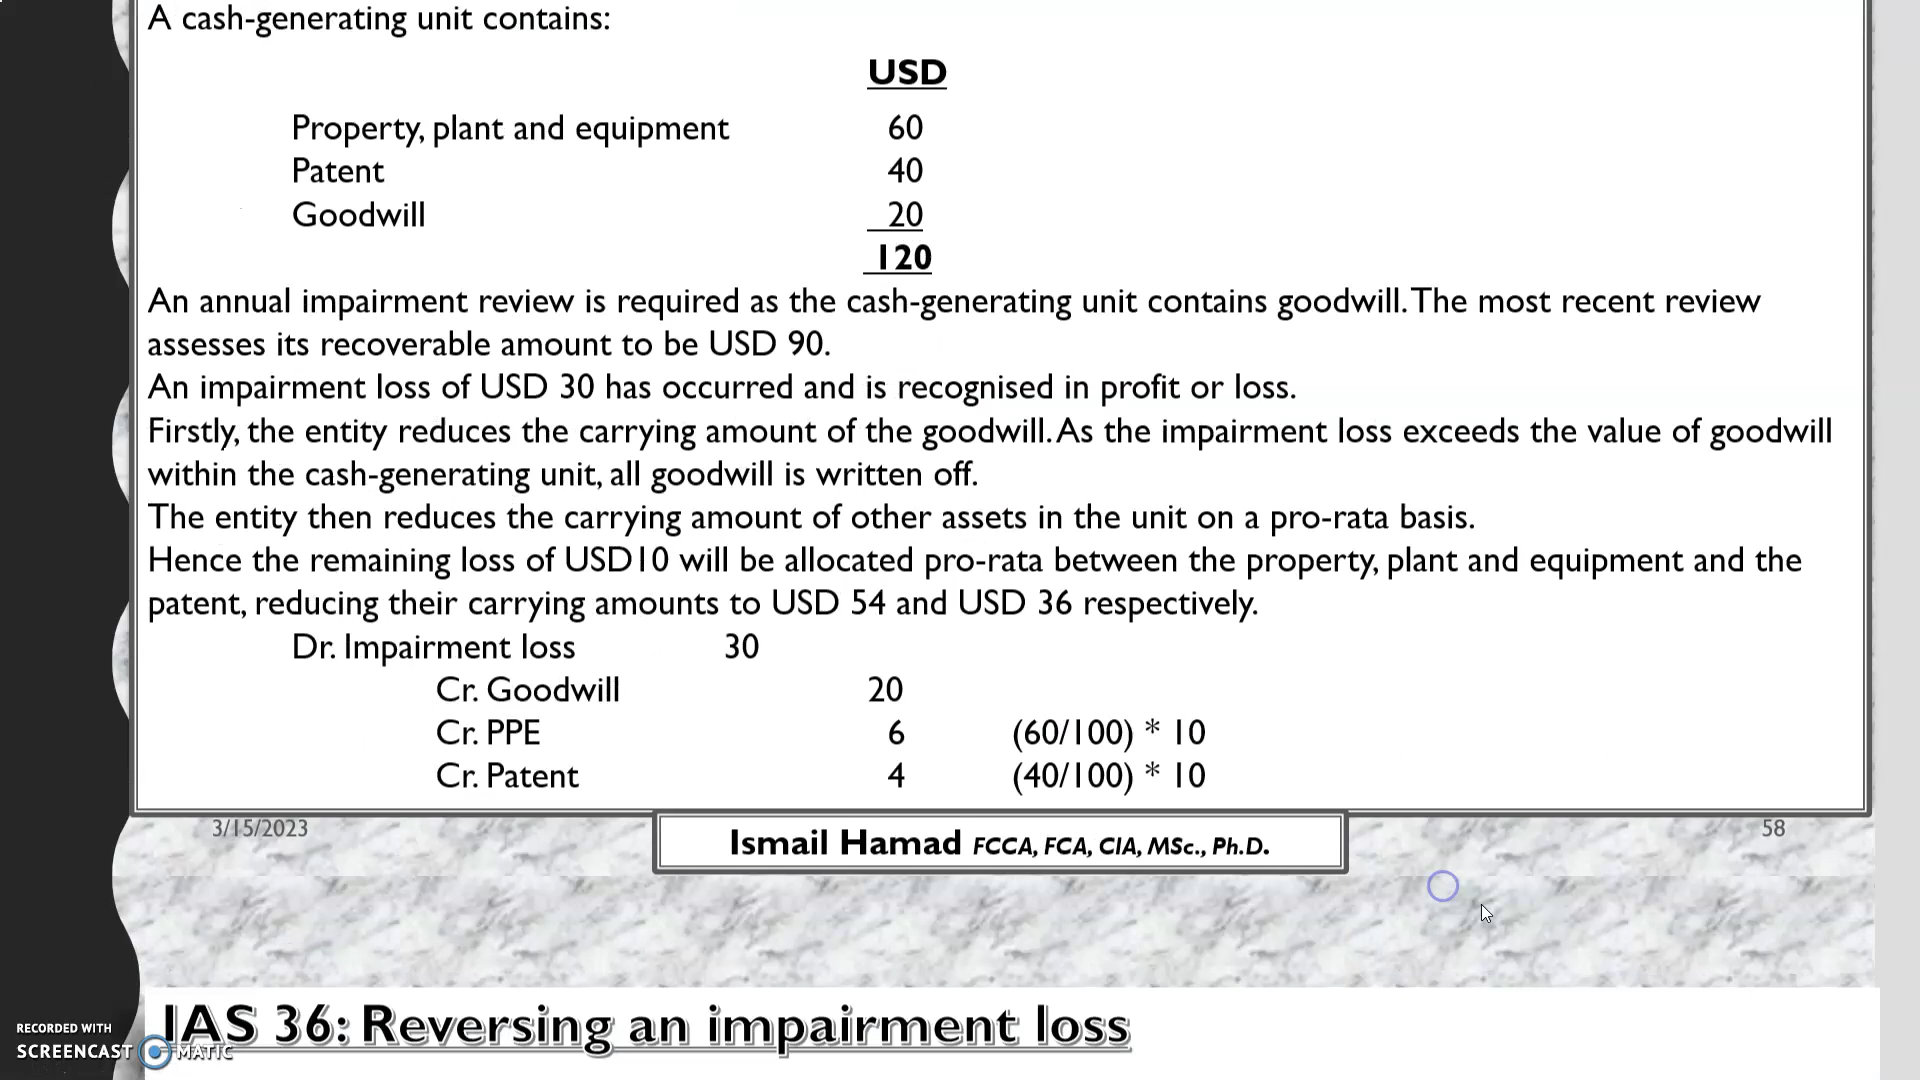 A cash-generating unit contains:
USD
Property, plant and equipment 60
Patent 40
Goodwill 20
120
An annual impairment review is required as the cash-generating unit contains goodwill. The most recent review
assesses its recoverable amount to be USD 90.
An impairment loss of USD 30 has occurred and is recognised in profit or loss.
Firstly, the entity reduces the carrying amount of the goodwill. As the impairment loss exceeds the value of goodwill
within the cash-generating unit, all goodwill is written off.
The entity then reduces the carrying amount of other assets in the unit on a pro-rata basis.
Hence the remaining loss of USD10 will be allocated pro-rata between the property, plant and equipment and the
patent, reducing their carrying amounts to USD 54 and USD 36 respectively.
Dr. Impairment loss 30
Cr. Goodwill 20
Cr. PPE 6 (60/100) * 10
Cr. Patent 4 (40/100) * 10
3/15/2023
Ismail Hamad FCCA, FCA, CIA, MSc., Ph.D.
58
IAS 36: Reversing an impairment loss
RECORDED WITH
SCREENCAST MATIC